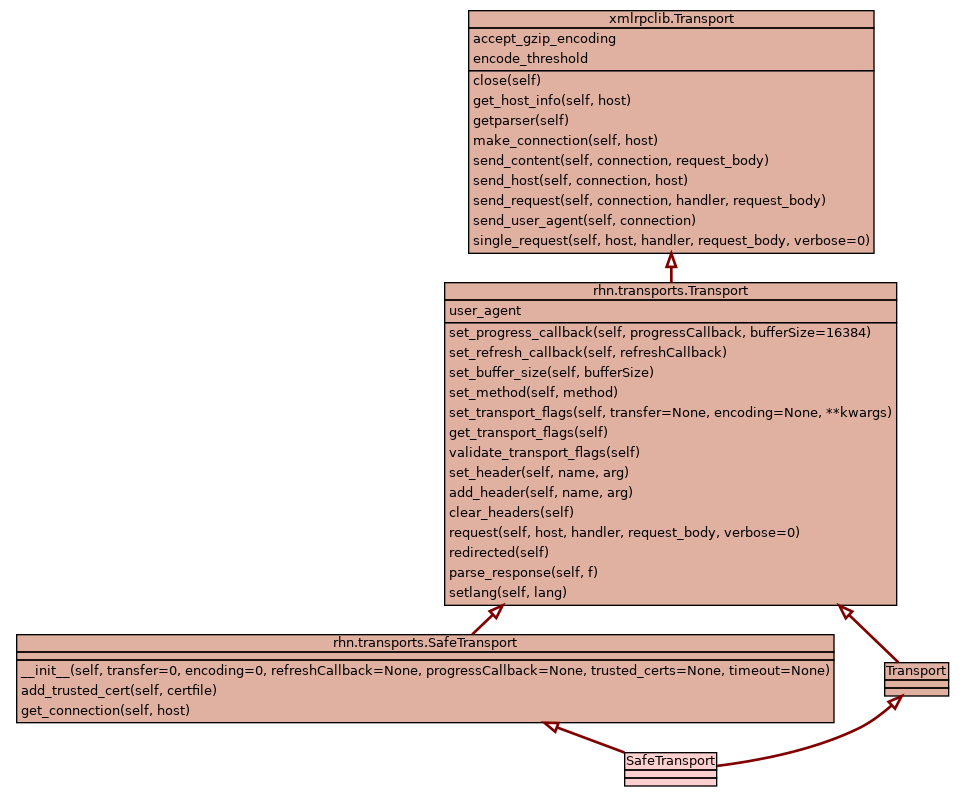 xmlrpclib.Transport
accept_gzip_encoding
encode_threshold
close(self)
get_host_info(self, host)
getparser(self)
make_connection(self, host)
send_content(self, connection, request_body)
send_host(self, connection, host)
send_request(self, connection, handler, request_body)
send_user_agent(self, connection)
single_request(self, host, handler, request_body, verbose=0)
rhn.transports.Transport
user_agent
set_progress_callback(self, progressCallback, bufferSize=16384)
set_refresh_callback(self, refreshCallback)
set_buffer_size(self, bufferSize)
set_method(self, method)
set_transport_flags(self, transfer=None, encoding=None, **kwargs)
get_transport_flags(self)
validate_transport_flags(self)
set_header(self, name, arg)
add_header(self, name, arg)
clear_headers(self)
request(self, host, handler, request_body, verbose=0)
redirected(self)
parse_response(self, f)
setlang(self, lang)
rhn.transports.SafeTransport
__init__(self, transfer=0, encoding=0, refreshCallback=None, progressCallback=None, trusted_certs=None, timeout=None)
add_trusted_cert(self, certfile)
get_connection(self, host)
Transport
SafeTransport